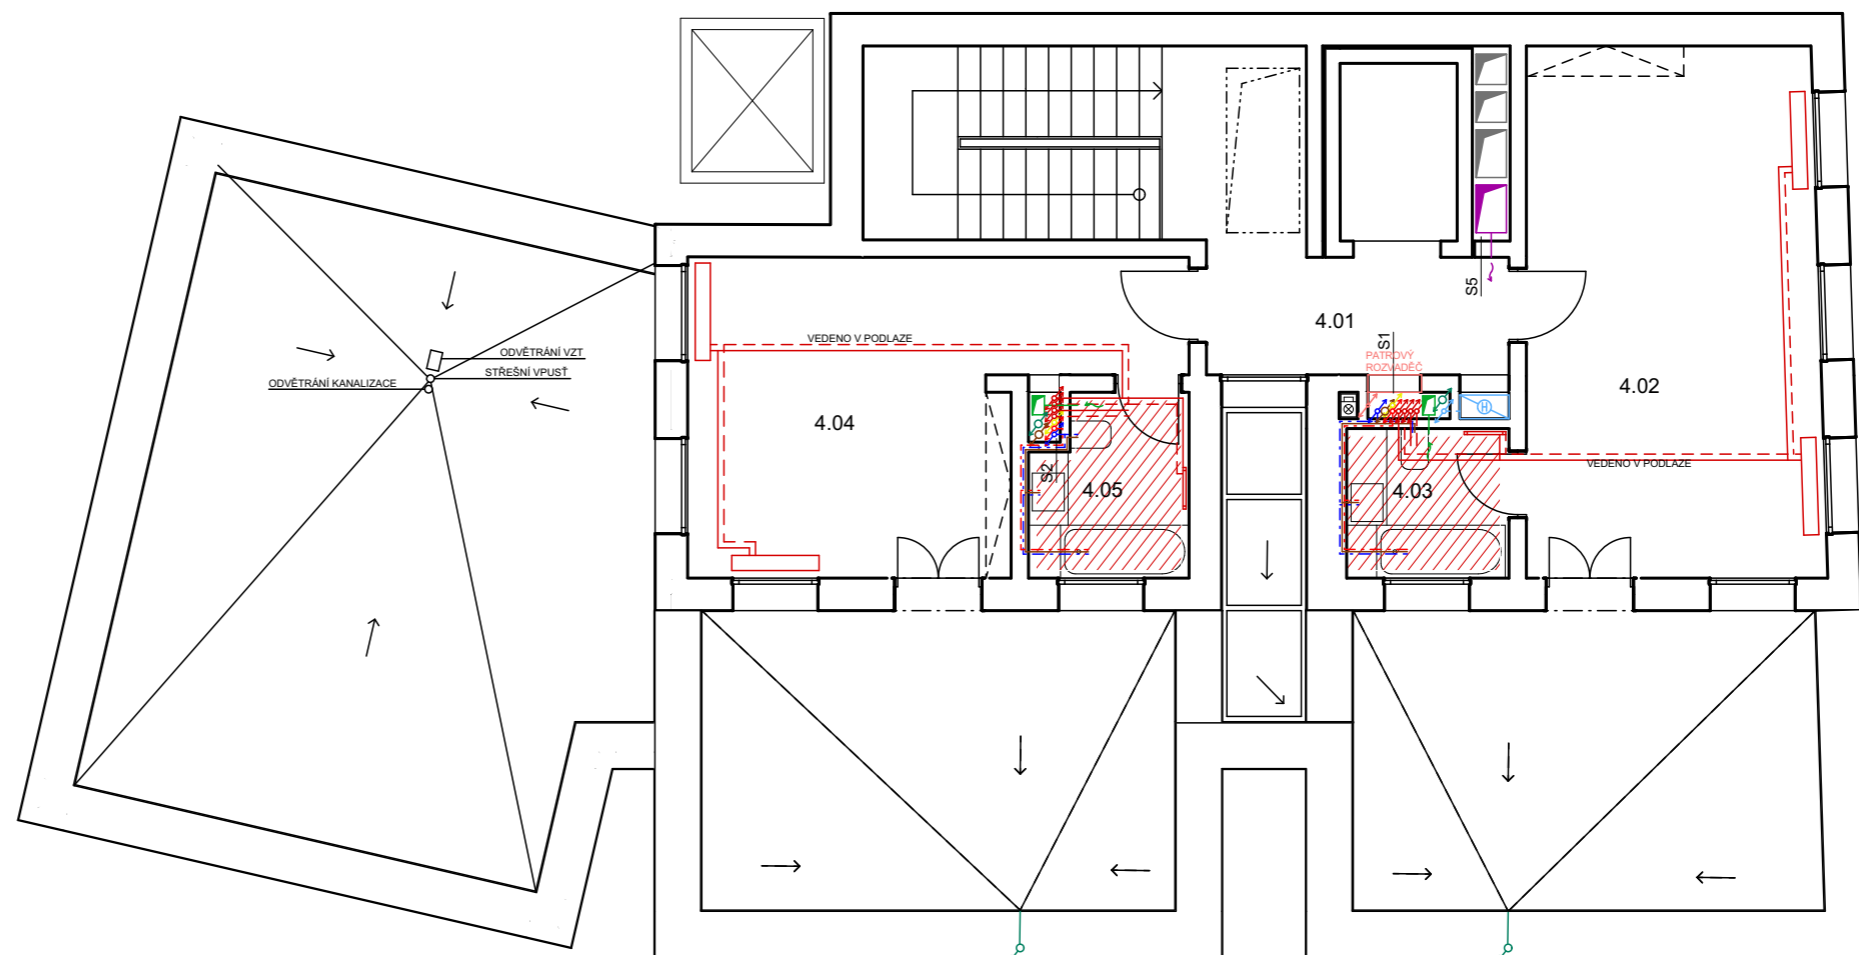 S5
4.01
VEDENO V PODLAZE
S1
PATROVÝ
ROZVADĚČ
ODVĚTRÁNÍ VZT
STŘEŠNÍ VPUSŤ
ODVĚTRÁNÍ KANALIZACE
4.02
H
4.04
VEDENO V PODLAZE
S2
4.05
4.03